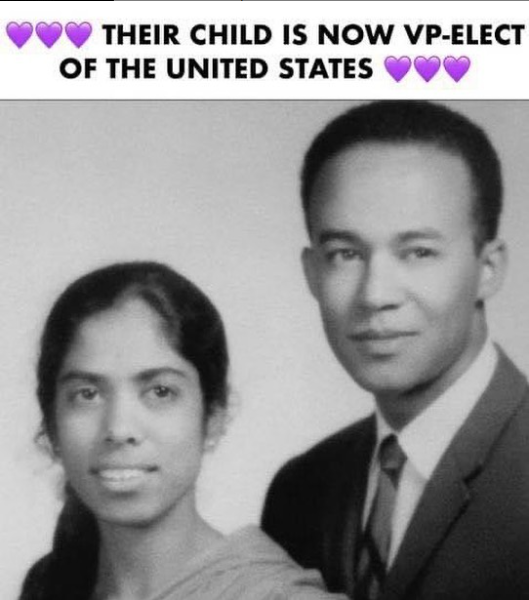 💜💜💜 THEIR CHILD IS NOW VP-ELECT
OF THE UNITED STATES 💜💜💜